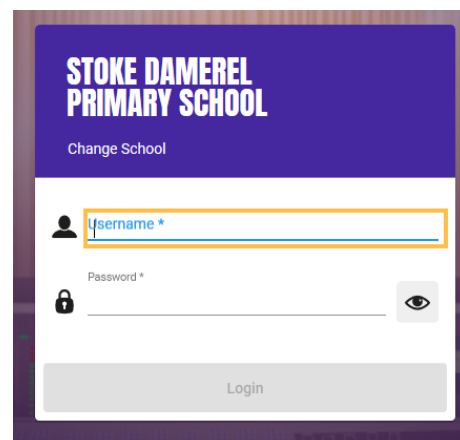 STOKE DAMEREL
PRIMARY SCHOOL
Change School
Username *
Password *
Login